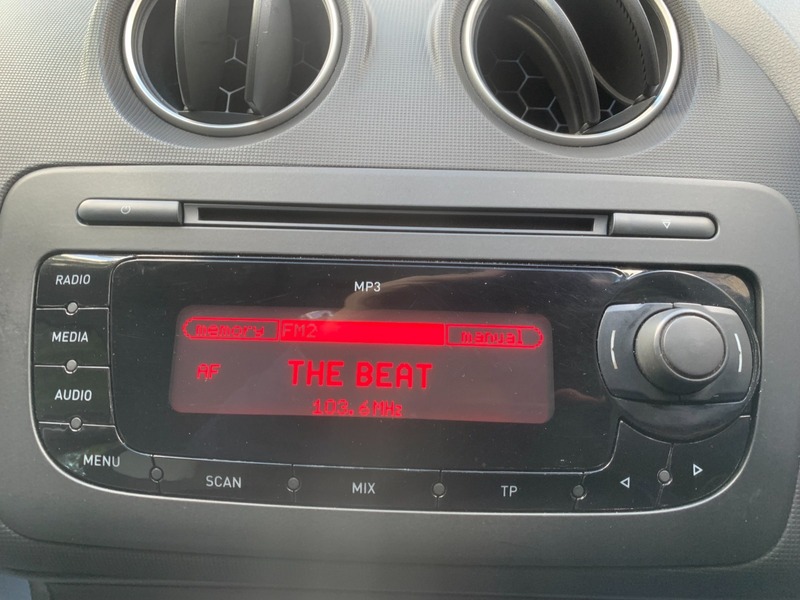 MP3
RADIO
MEDIA
AUDIO
MENU
memory FM2 manual
AF THE BEAT
103.6MHz
SCAN MIX TP